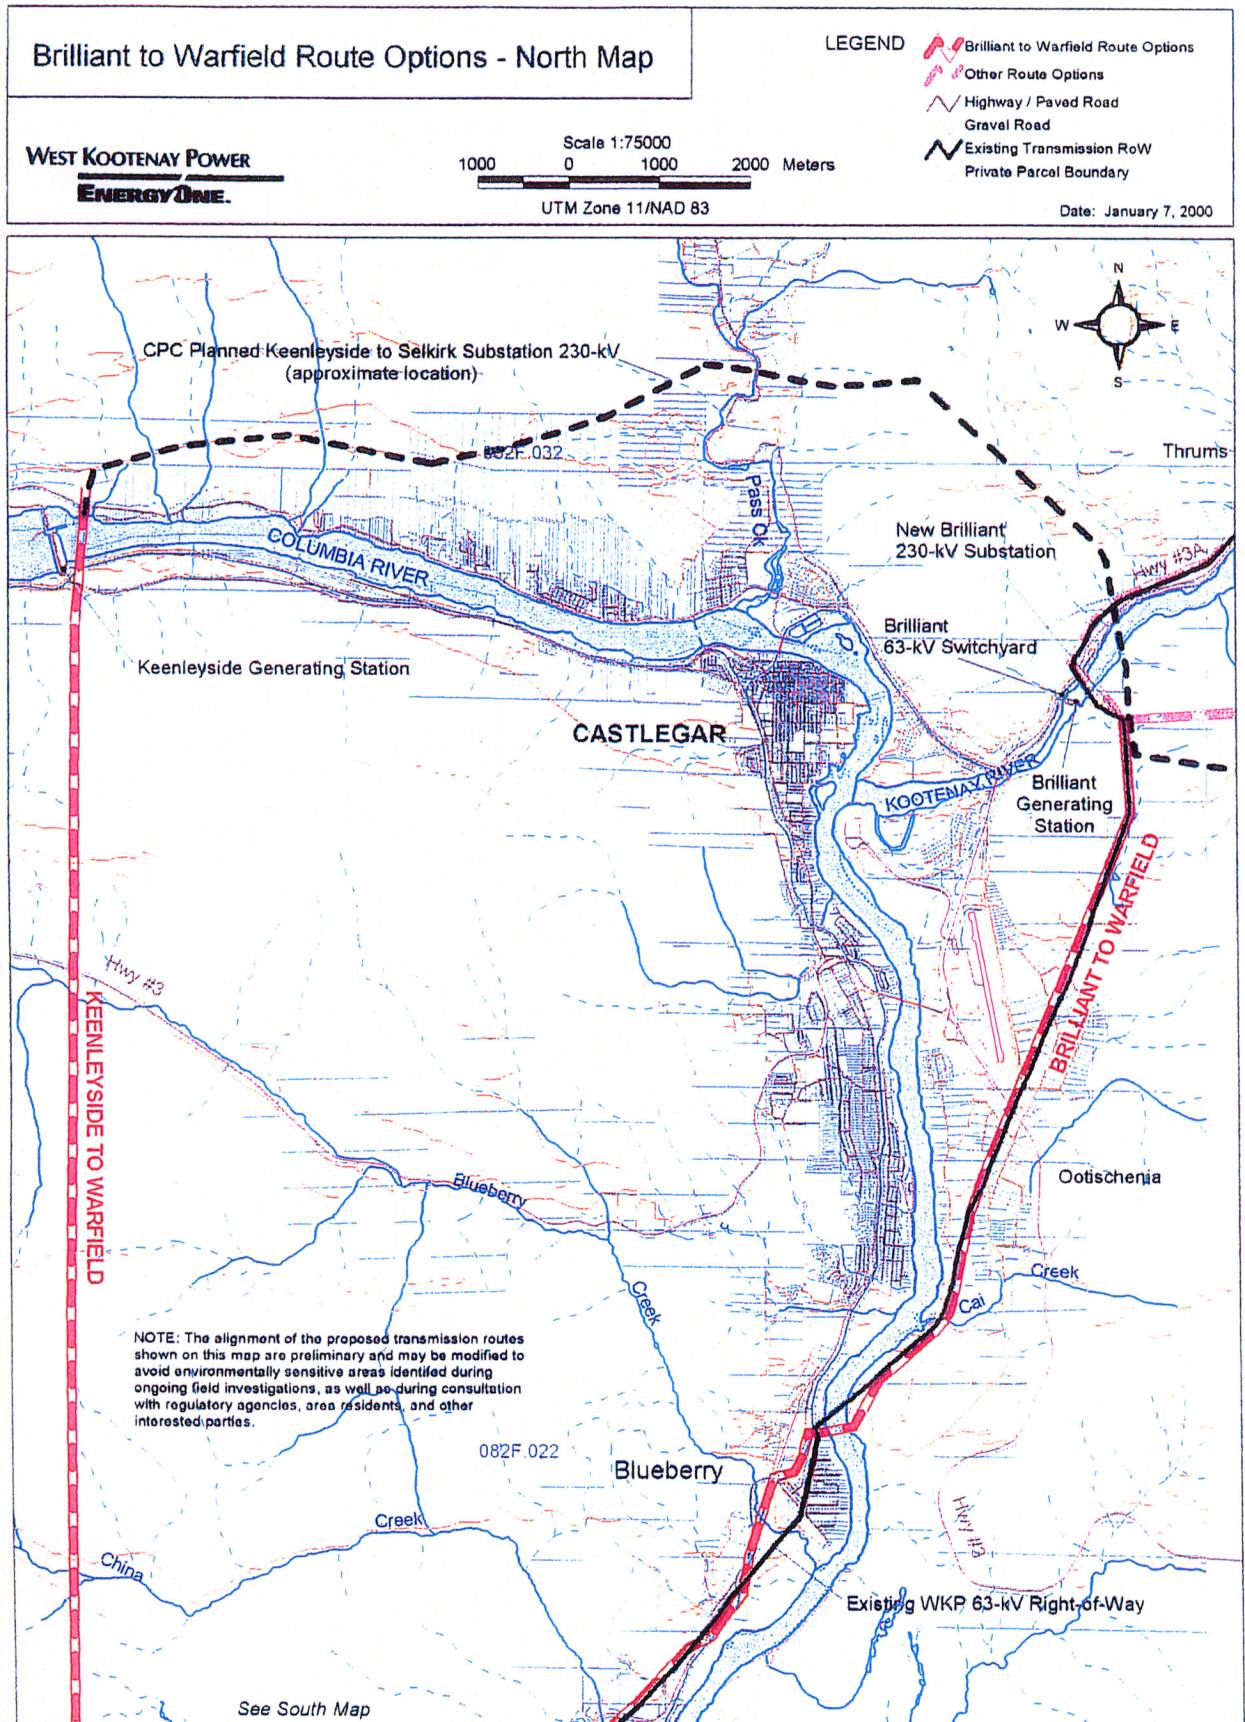 Brilliant to Warfield Route Options - North Map
LEGEND
Brilliant to Warfield Route Options
Other Route Options
Highway / Paved Road
Gravel Road
Existing Transmission RoW
Private Parcel Boundary
Date: January 7, 2000
WEST KOOTENAY POWER
ENERGYONE.
Scale 1:75000
1000 0 1000 2000 Meters
UTM Zone 11/NAD 83
N
W E
S
CPC Planned Keenleyside to Selkirk Substation 230-kV
(approximate location)
082F.032
Thrums
Pass Ck
New Brilliant
230-kV Substation
COLUMBIA RIVER
Hwy #3A
Brilliant
63-kV Switchyard
Keenleyside Generating Station
CASTLEGAR
KOOTENAY RIVER
Brilliant
Generating
Station
BRILLIANT TO WARFIELD
Hwy #3
KEENLEYSIDE TO WARFIELD
Blueberry
Creek
Ootischenia
Creek
Cai
NOTE: The alignment of the proposed transmission routes
shown on this map are preliminary and may be modified to
avoid environmentally sensitive areas identifed during
ongoing field investigations, as well as during consultation
with regulatory agencies, area residents, and other
interested parties.
082F.022
Blueberry
Creek
China
Hwy #3
Existing WKP 63-kV Right-of-Way
See South Map